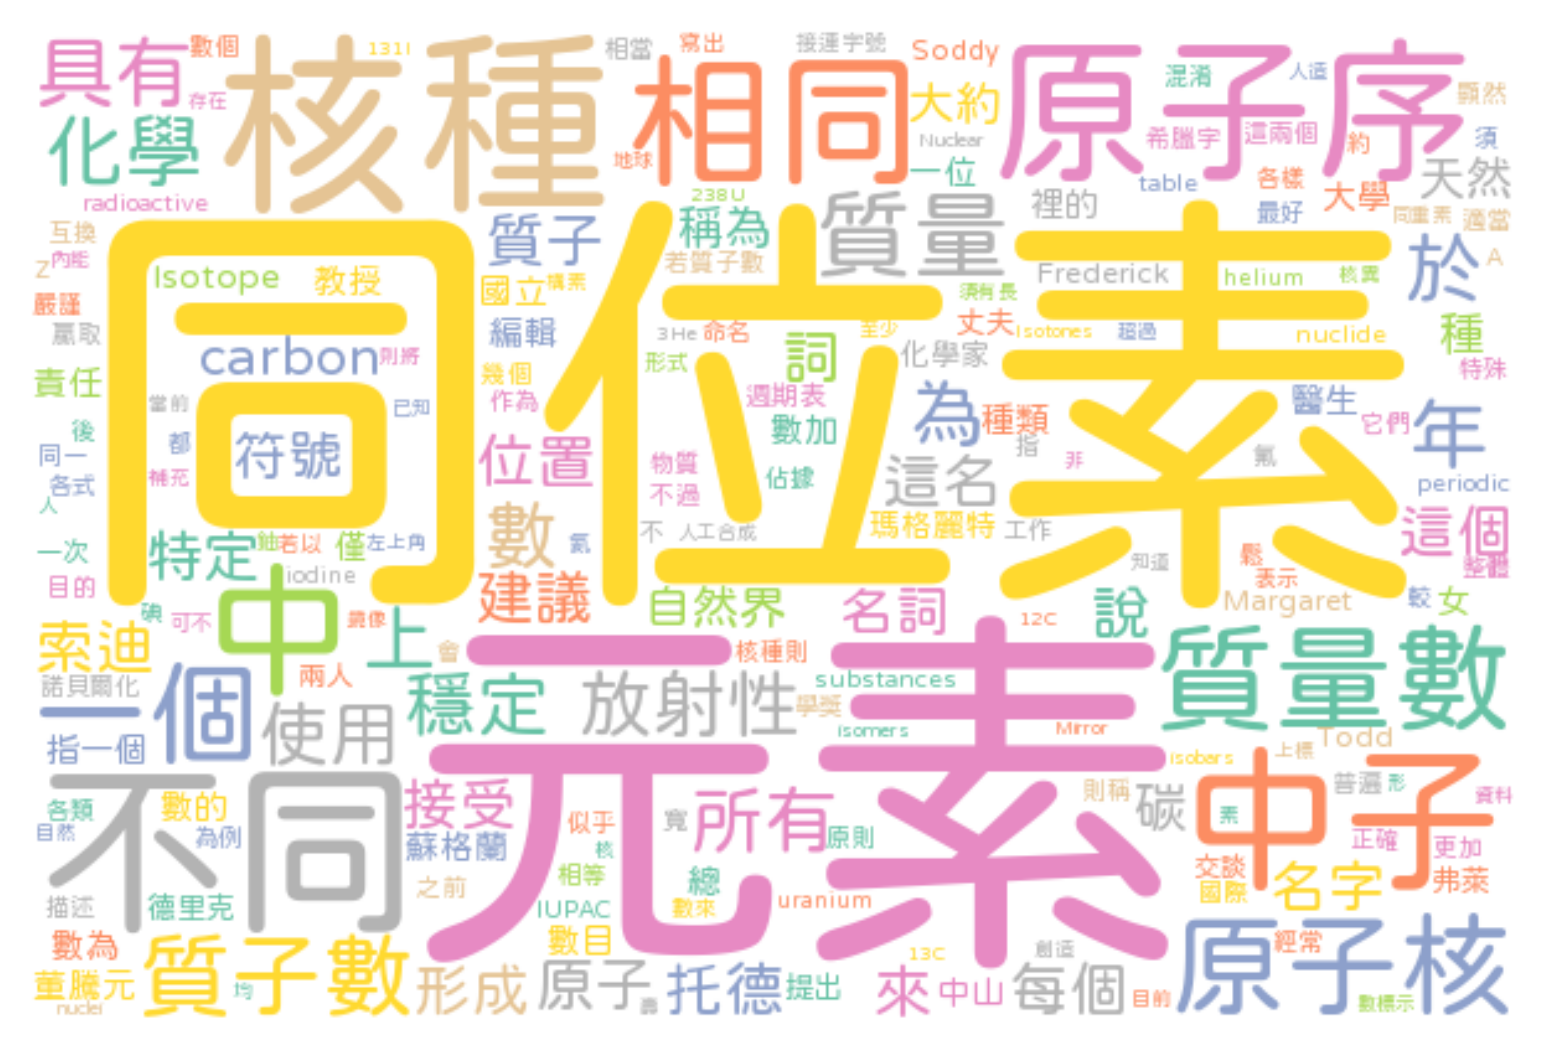 具有
數個
131I
核種
相當
寫出
相同
接連字號
Soddy
大約
原子序
混淆
人造
顯然
存在
化學
地球
Nuclear
一位
希臘字
這兩個
約
須
天然
radioactive
238U
table
各樣
大學
最好
同重素
適當
裡的
質量
稱為
質子
互換
內能
Z
若質子數
Isotope
教授
國立
構素
Frederick
helium
核異
於
A
嚴謹
須有長
同位素
丈夫
Isotones
超過
nuclide
種
編輯
3He
命名
至少
贏取
carbon
則將
詞
化學家
形式
特殊
責任
幾個
週期表
醫生
當前
已知
作為
為
種類
它們
年
後
都
數加
指
同一
符號
位置
物質
不過
佔據
這名
非
氟
各式
補充
periodic
人
數
不
人工合成
瑪格麗特
工作
這個
一次
特定
鈾
若以
僅
左上角
氦
知道
鬆
整體
目的
iodine
建議
自然界
名詞
表示
Margaret
較
女
碘
可不
中
鏡像
上
12C
說
索迪
會
元素
核種則
質量數
諾貝爾化
兩人
穩定
放射性
substances
學獎
一個
使用
isomers
Mirror
Todd
指一個
isobars
上標
不同
接受
所有
則稱
碳
中子
普遍
形
資料
各類
數的
自然
為例
蘇格蘭
似乎
寬
原則
素
正確
更加
核
之前
相等
總
交談
國際
名字
弗萊
描述
德里克
IUPAC
數來
uranium
數為
數目
13C
創造
經常
原子核
董騰元
質子數
均
形成
原子
壽
托德
提出
來
中山
每個
目前
數標示
nuclei